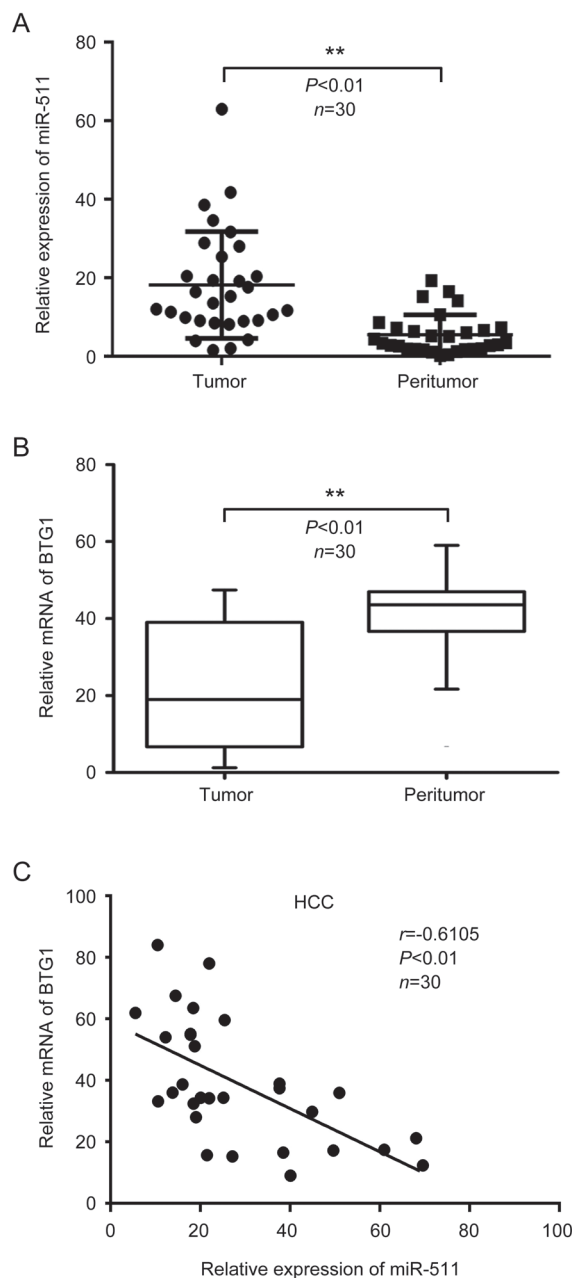 A
Relative expression of miR-511
80
60
40
20
0
**
P<0.01
n=30
Tumor
Peritumor
B
Relative mRNA of BTG1
80
60
40
20
0
**
P<0.01
n=30
Tumor
Peritumor
C
Relative mRNA of BTG1
100
80
60
40
20
0
HCC
r=-0.6105
P<0.01
n=30
0 20 40 60 80 100
Relative expression of miR-511